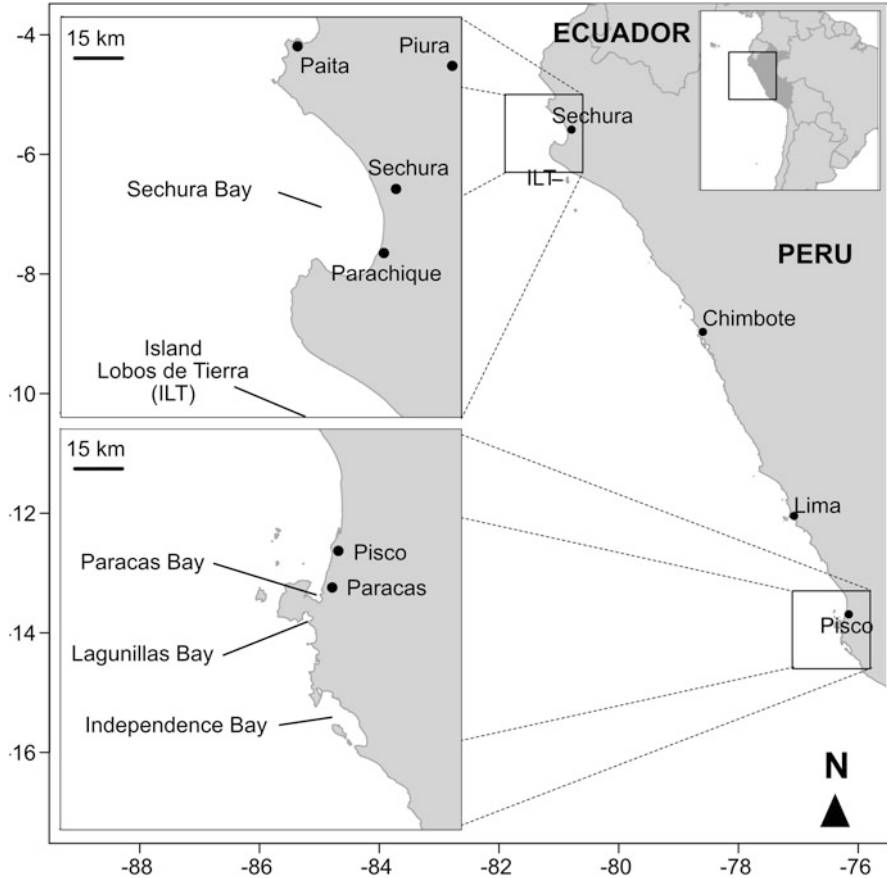 -4
-6
-8
-10
-12
-14
-16
15 km
Paita
Piura
Sechura
Sechura Bay
Parachique
Island
Lobos de Tierra
(ILT)
15 km
Paracas Bay
Pisco
Paracas
Lagunillas Bay
Independence Bay
ECUADOR
Sechura
ILT
PERU
Chimbote
Lima
Pisco
N
-88
-86
-84
-82
-80
-78
-76